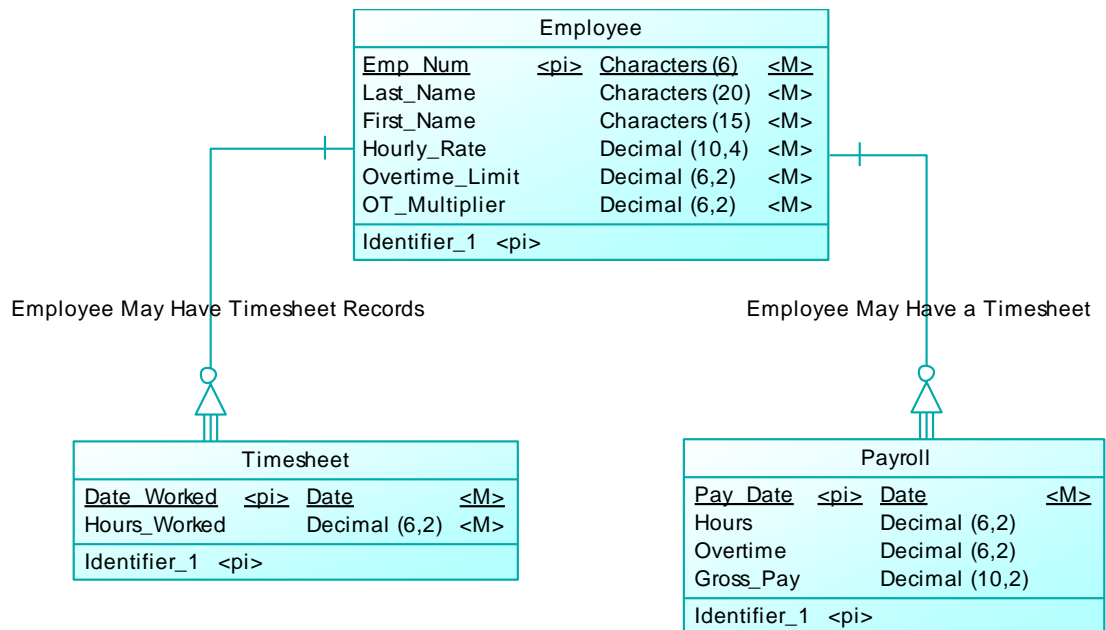 Employee
Emp_Num <pi> Characters (6) <M>
Last_Name Characters (20) <M>
First_Name Characters (15) <M>
Hourly_Rate Decimal (10,4) <M>
Overtime_Limit Decimal (6,2) <M>
OT_Multiplier Decimal (6,2) <M>
Identifier_1 <pi>
Employee May Have Timesheet Records
Employee May Have a Timesheet
Timesheet
Date_Worked <pi> Date <M>
Hours_Worked Decimal (6,2) <M>
Identifier_1 <pi>
Payroll
Pay_Date <pi> Date <M>
Hours Decimal (6,2)
Overtime Decimal (6,2)
Gross_Pay Decimal (10,2)
Identifier_1 <pi>